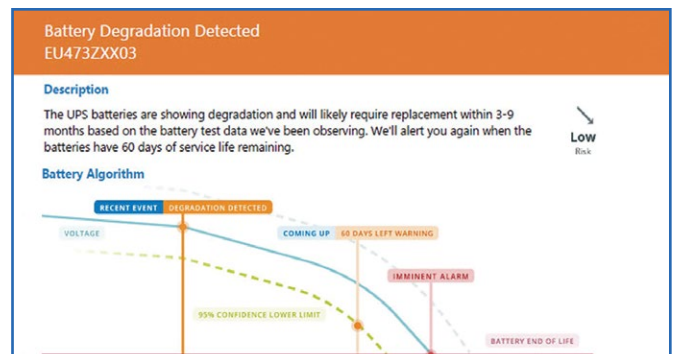 Battery Degradation Detected
EU473ZXX03
Description
The UPS batteries are showing degradation and will likely require replacement within 3-9
months based on the battery test data we've been observing. We'll alert you again when the
batteries have 60 days of service life remaining.
Low
Risk
Battery Algorithm
RECENT EVENT DEGRADATION DETECTED
VOLTAGE
COMING UP 60 DAYS LEFT WARNING
IMMINENT ALARM
95% CONFIDENCE LOWER LIMIT
BATTERY END OF LIFE